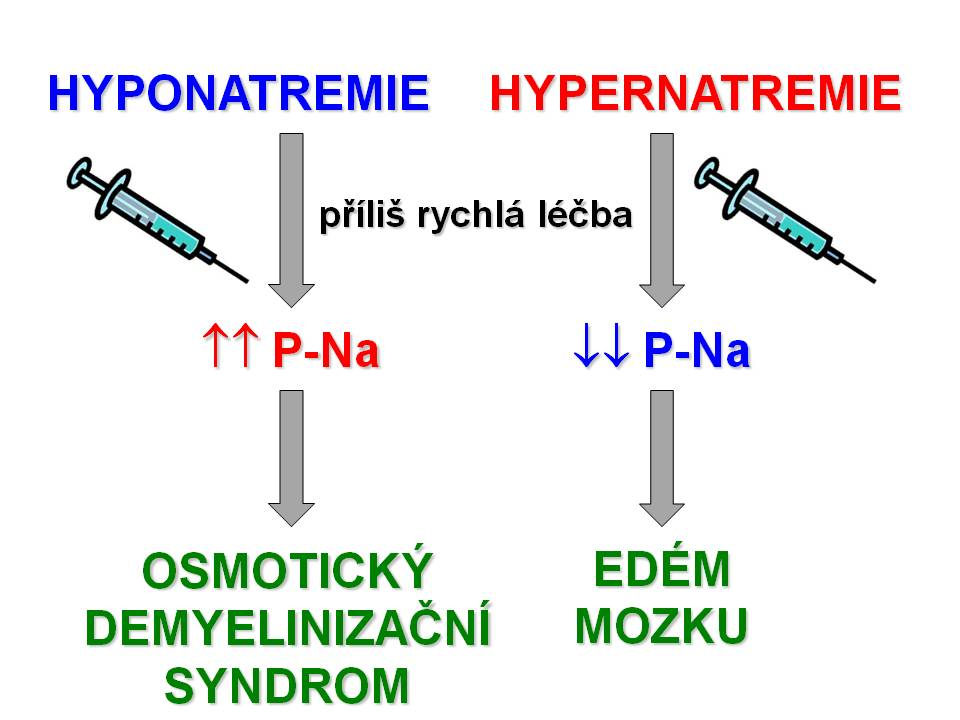 HYPONATREMIE HYPERNATREMIE
příliš rychlá léčba
↑↑ P-Na ↓↓ P-Na
OSMOTICKÝ
DEMYELINIZAČNÍ
SYNDROM
EDÉM
MOZKU